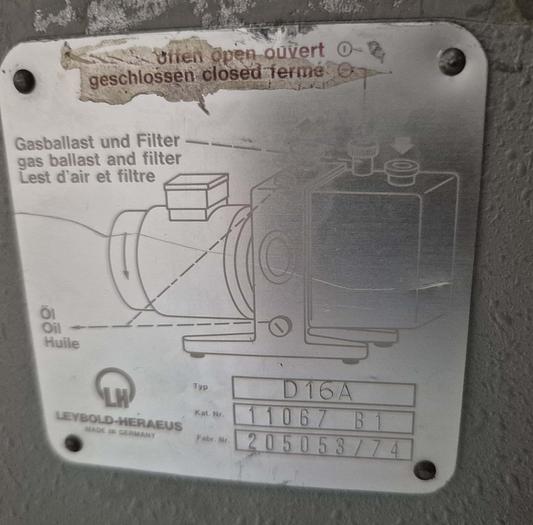 offen open ouvert
geschlossen closed fermé
Gasballast und Filter
gas ballast and filter
Lest d'air et filtre
Öl
Oil
Huile
LH
LEYBOLD-HERAEUS
MADE IN GERMANY
Typ D16A
Kat. Nr. 11067 B1
Fabr. Nr. 205053/74